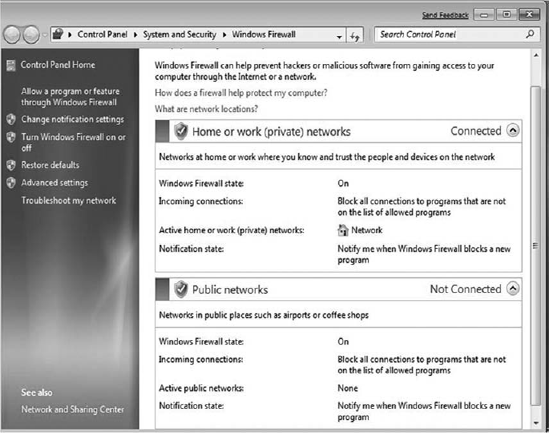 Send Feedback
Control Panel ▸ System and Security ▸ Windows Firewall
Search Control Panel
Control Panel Home
Allow a program or feature
through Windows Firewall
Change notification settings
Turn Windows Firewall on or
off
Restore defaults
Advanced settings
Troubleshoot my network
See also
Network and Sharing Center
Windows Firewall can help prevent hackers or malicious software from gaining access to your
computer through the Internet or a network.
How does a firewall help protect my computer?
What are network locations?
Home or work (private) networks Connected
Networks at home or work where you know and trust the people and devices on the network
Windows Firewall state: On
Incoming connections: Block all connections to programs that are not
on the list of allowed programs
Active home or work (private) networks: Network
Notification state: Notify me when Windows Firewall blocks a new
program
Public networks Not Connected
Networks in public places such as airports or coffee shops
Windows Firewall state: On
Incoming connections: Block all connections to programs that are not
on the list of allowed programs
Active public networks: None
Notification state: Notify me when Windows Firewall blocks a new
program